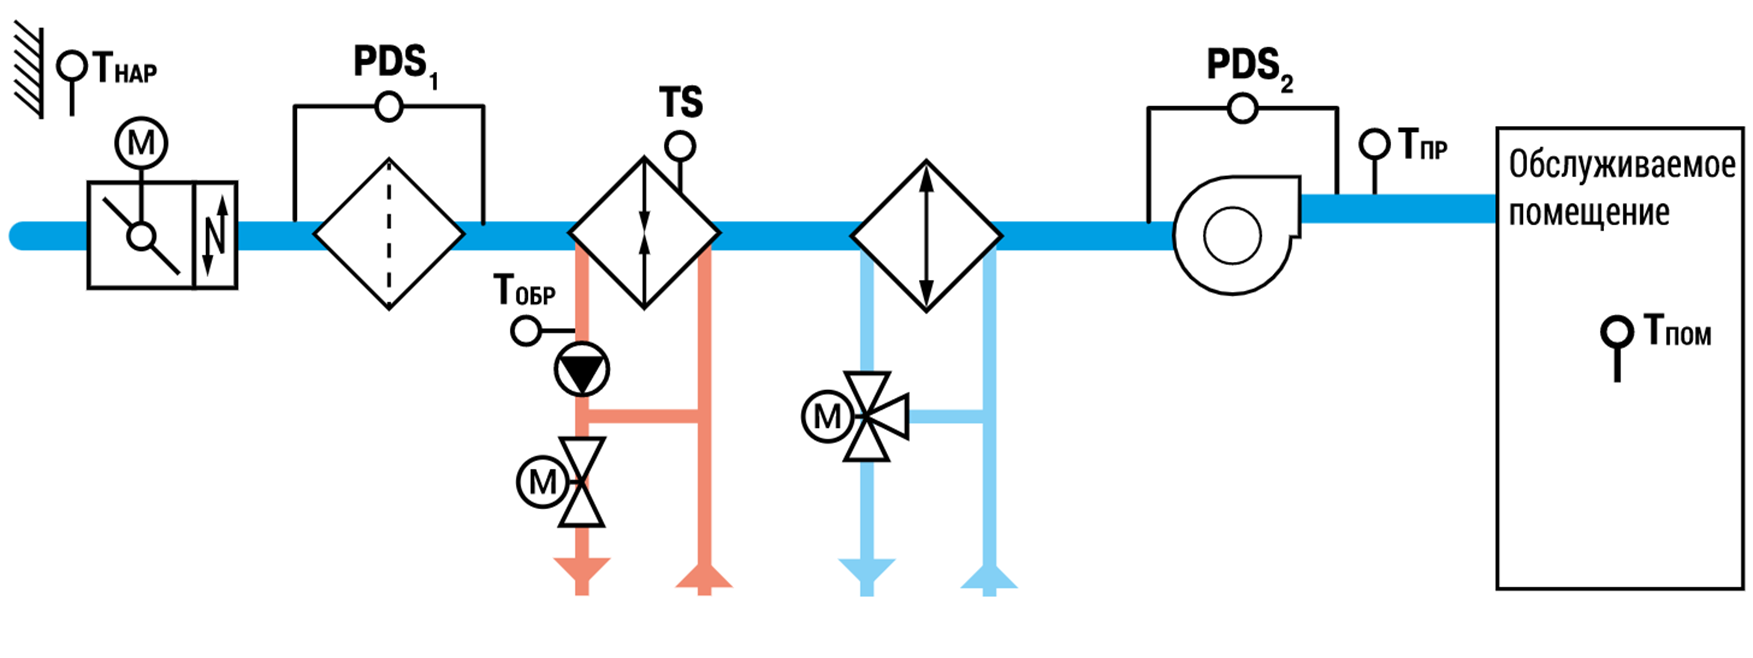 TНАР
PDS1
TS
PDS2
TПР
M
Обслуживаемое
помещение
TОБР
TПОМ
M
M